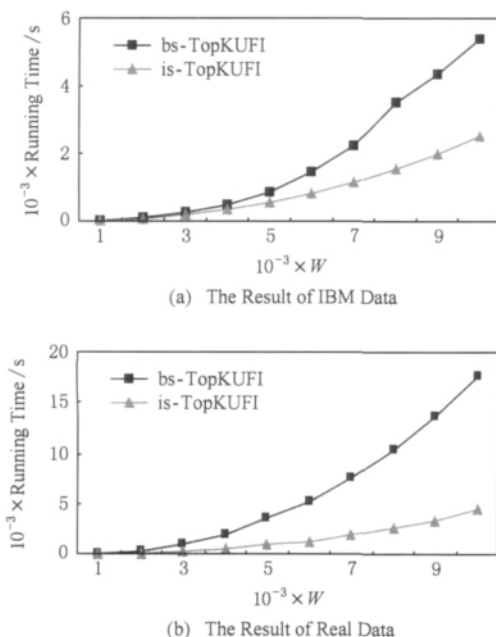 6
bs-TopKUFI
is-TopKUFI
4
2
0
10⁻³ × Running Time / s
1 3 5 7 9
10⁻³ × W
(a) The Result of IBM Data
20
bs-TopKUFI
is-TopKUFI
15
10
5
0
10⁻³ × Running Time / s
1 3 5 7 9
10⁻³ × W
(b) The Result of Real Data